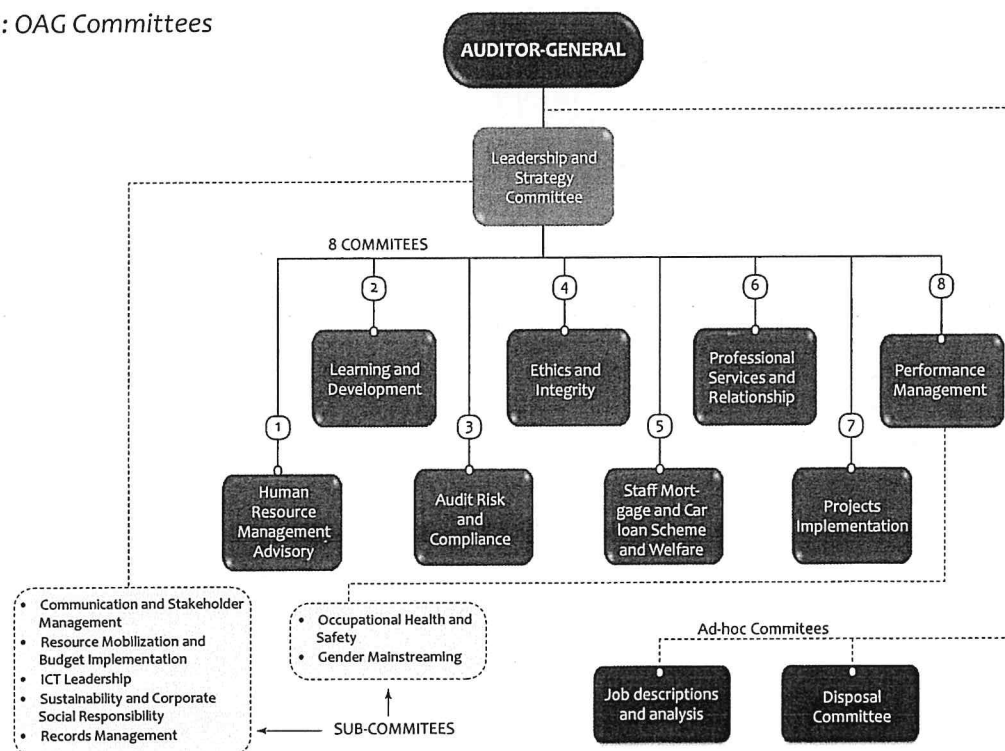 : OAG Committees
AUDITOR-GENERAL
Leadership and
Strategy
Committee
8 COMMITEES
2
4
6
8
Learning and
Development
Ethics and
Integrity
Professional
Services and
Relationship
Performance
Management
1
3
5
7
Human
Resource
Management
Advisory
Audit Risk
and
Compliance
Staff Mort-
gage and Car
loan Scheme
and Welfare
Projects
Implementation
• Communication and Stakeholder
Management
• Resource Mobilization and
Budget Implementation
• ICT Leadership
• Sustainability and Corporate
Social Responsibility
• Records Management
• Occupational Health and
Safety
• Gender Mainstreaming
SUB-COMMITEES
Ad-hoc Commitees
Job descriptions
and analysis
Disposal
Committee